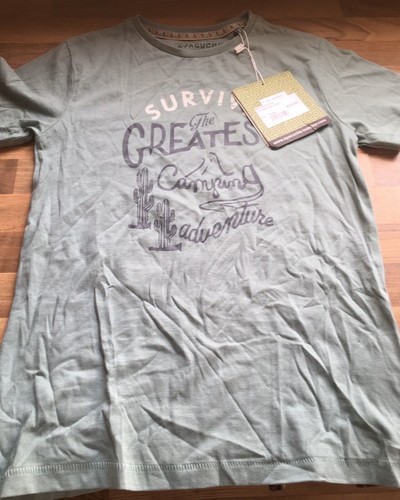 SURVIV
The
GREATES
Camping
adventure